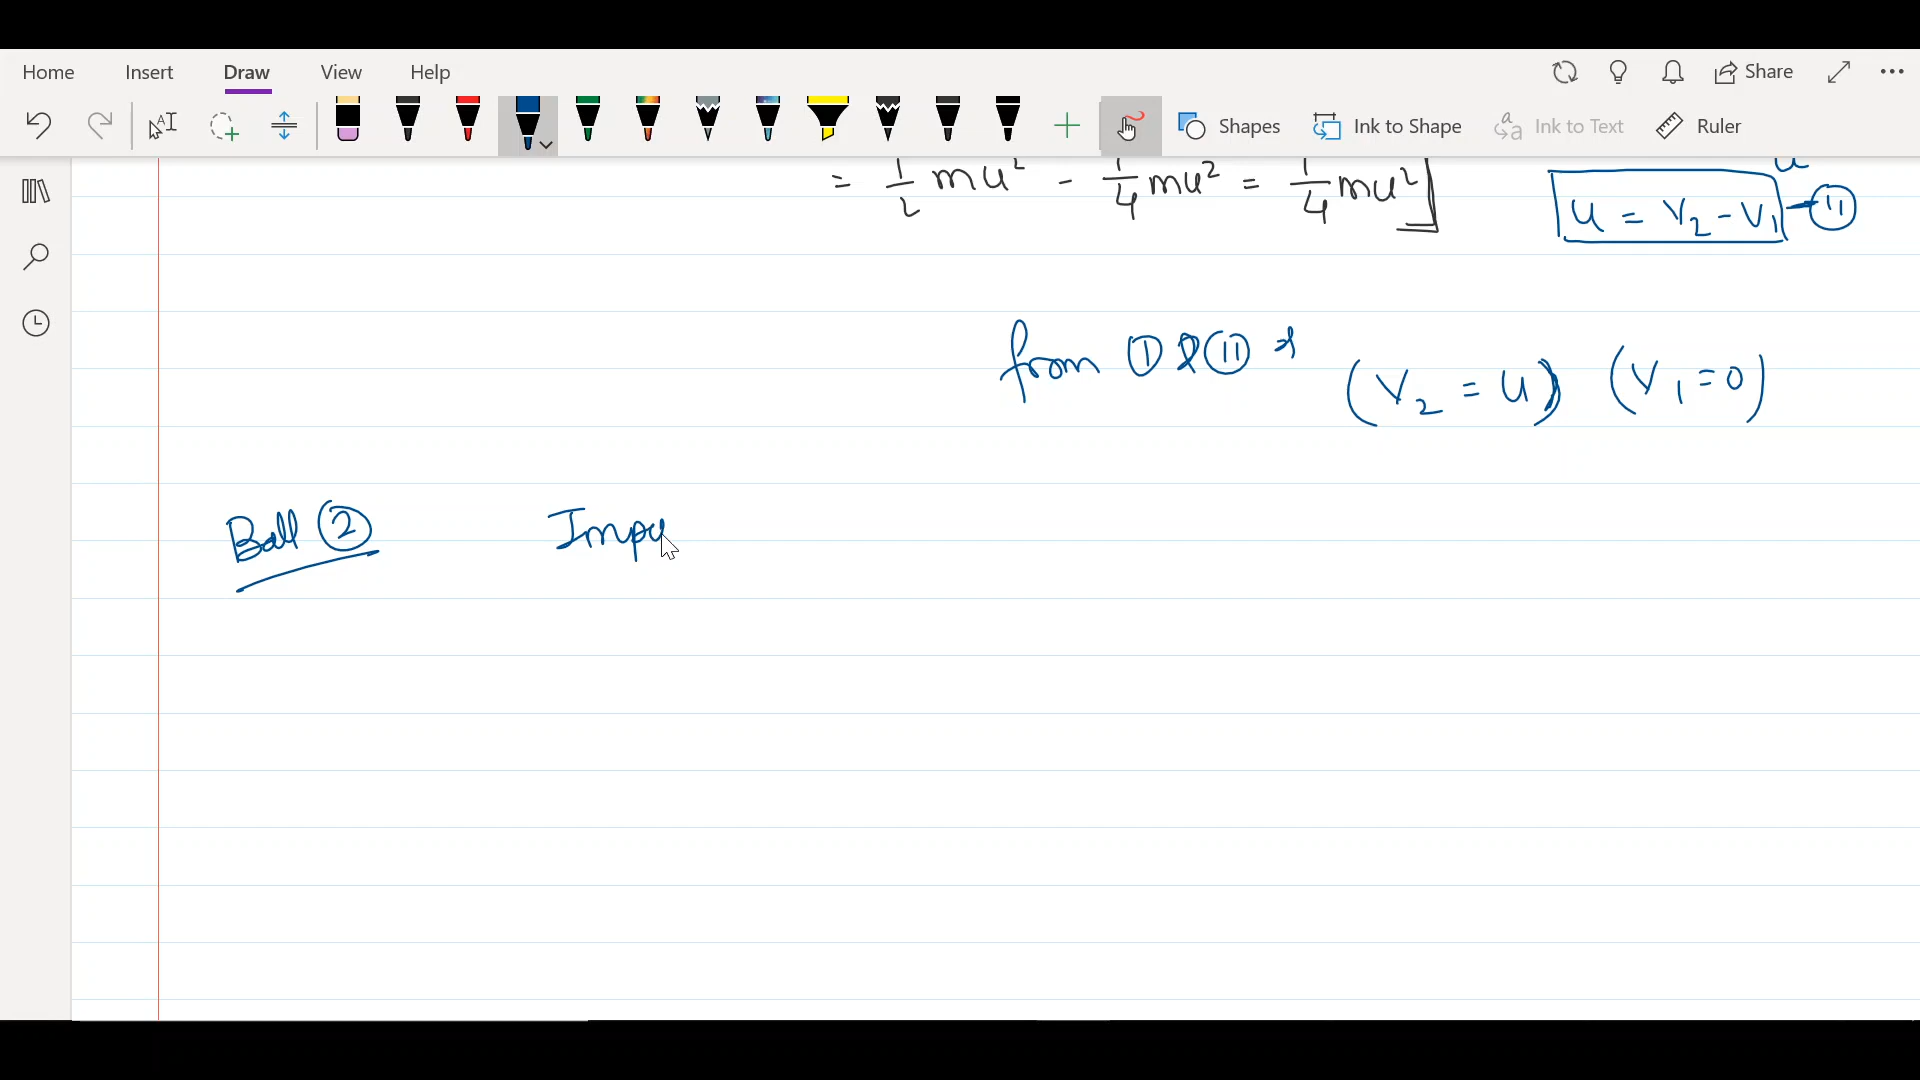 Home Insert Draw View Help Share
Shapes Ink to Shape Ink to Text Ruler
= 1/2 mu² - 1/4 mu² = 1/4 mu²
u
u = V₂ - V₁ — (II)
from (I) & (II)
(V₂ = u) (V₁ = 0)
Ball (2) Impu